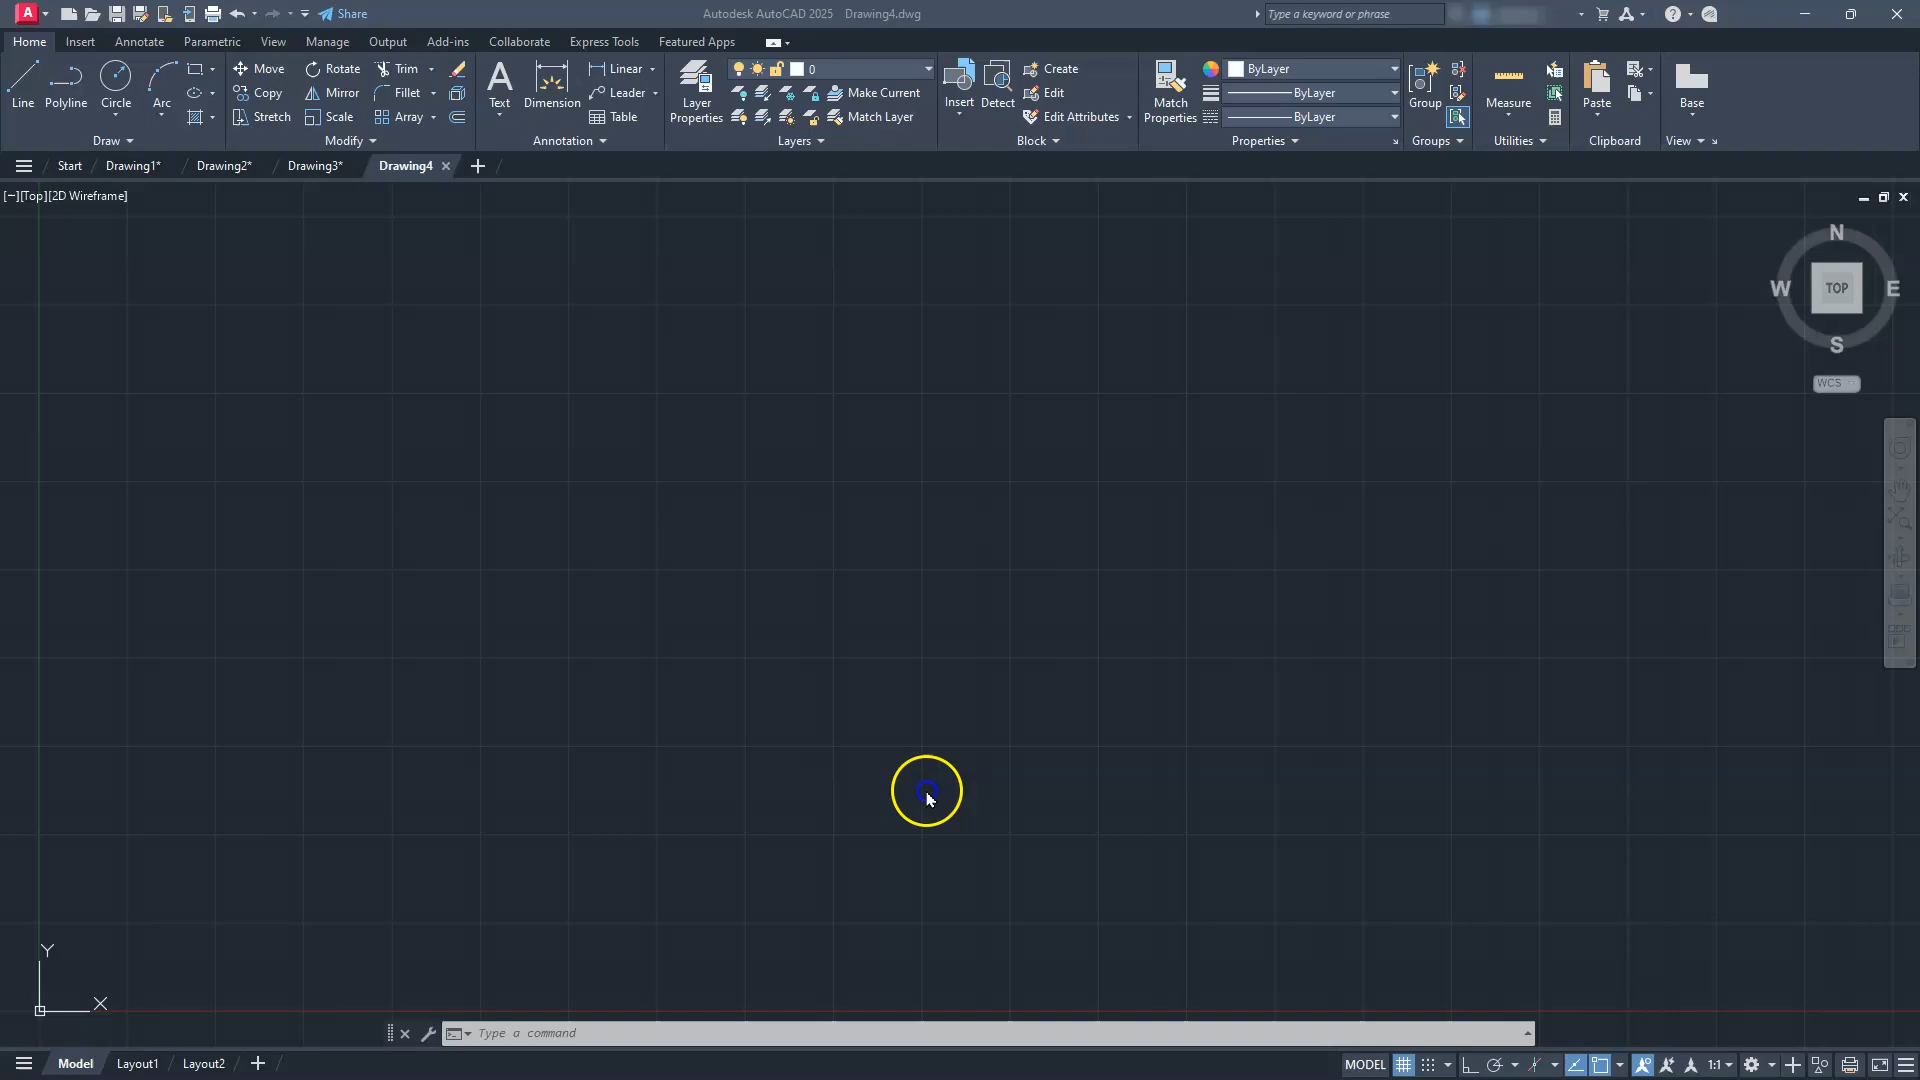 A Share Autodesk AutoCAD 2025 Drawing4.dwg Type a keyword or phrase
Home Insert Annotate Parametric View Manage Output Add-ins Collaborate Express Tools Featured Apps
Line Polyline Circle Arc
Move Rotate Trim
Copy Mirror Fillet
Stretch Scale Array
A Text Dimension
Linear
Leader
Table
Layer Properties
0
Make Current
Match Layer
Insert Detect
Create
Edit
Edit Attributes
Match Properties
ByLayer
ByLayer
ByLayer
Group Measure Paste Base
Draw Modify Annotation Layers Block Properties Groups Utilities Clipboard View
Start Drawing1* Drawing2* Drawing3* Drawing4
[−][Top][2D Wireframe]
N
W TOP E
S
WCS
Y
X
Type a command
Model Layout1 Layout2 MODEL 1:1